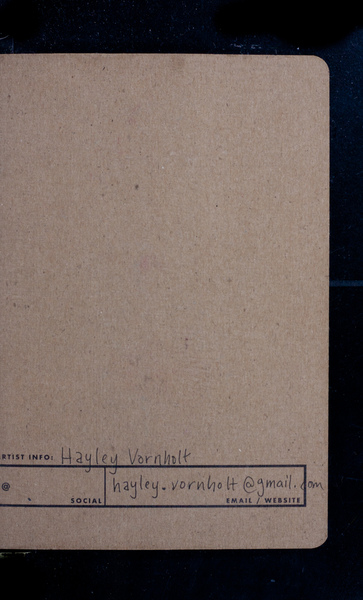 RTIST INFO: Hayley Vornholt
@ hayley.vornholt@gmail.com
SOCIAL EMAIL / WEBSITE